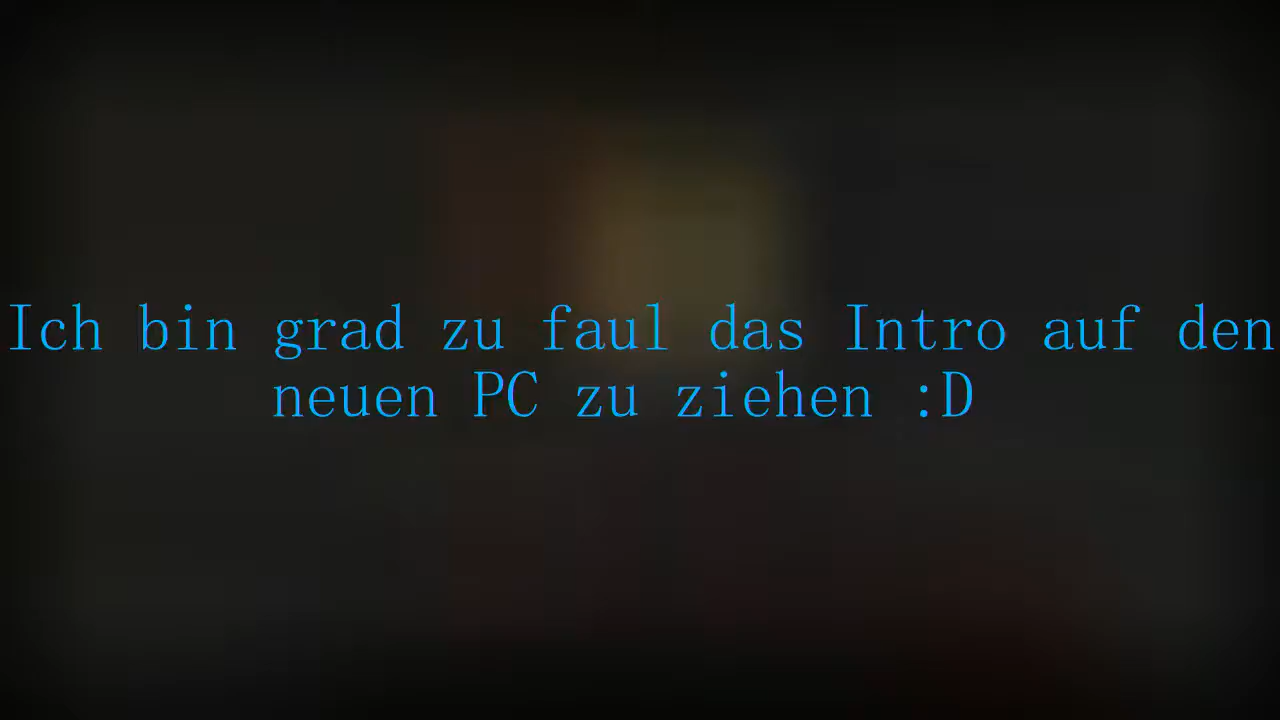 Ich bin grad zu faul das Intro auf den
neuen PC zu ziehen :D